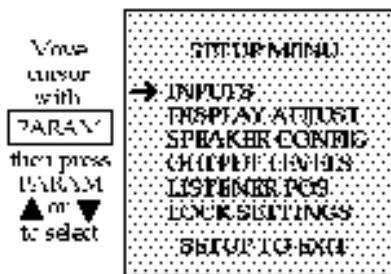 Move
cursor
with
PARAM
then press
PARAM
▲ or ▼
to select
SETUP MENU
→ INPUTS
DISPLAY ADJUST
SPEAKER CONFIG
OUTPUT LEVELS
LISTENER POS
LOCK SETTINGS
SETUP TO EXIT